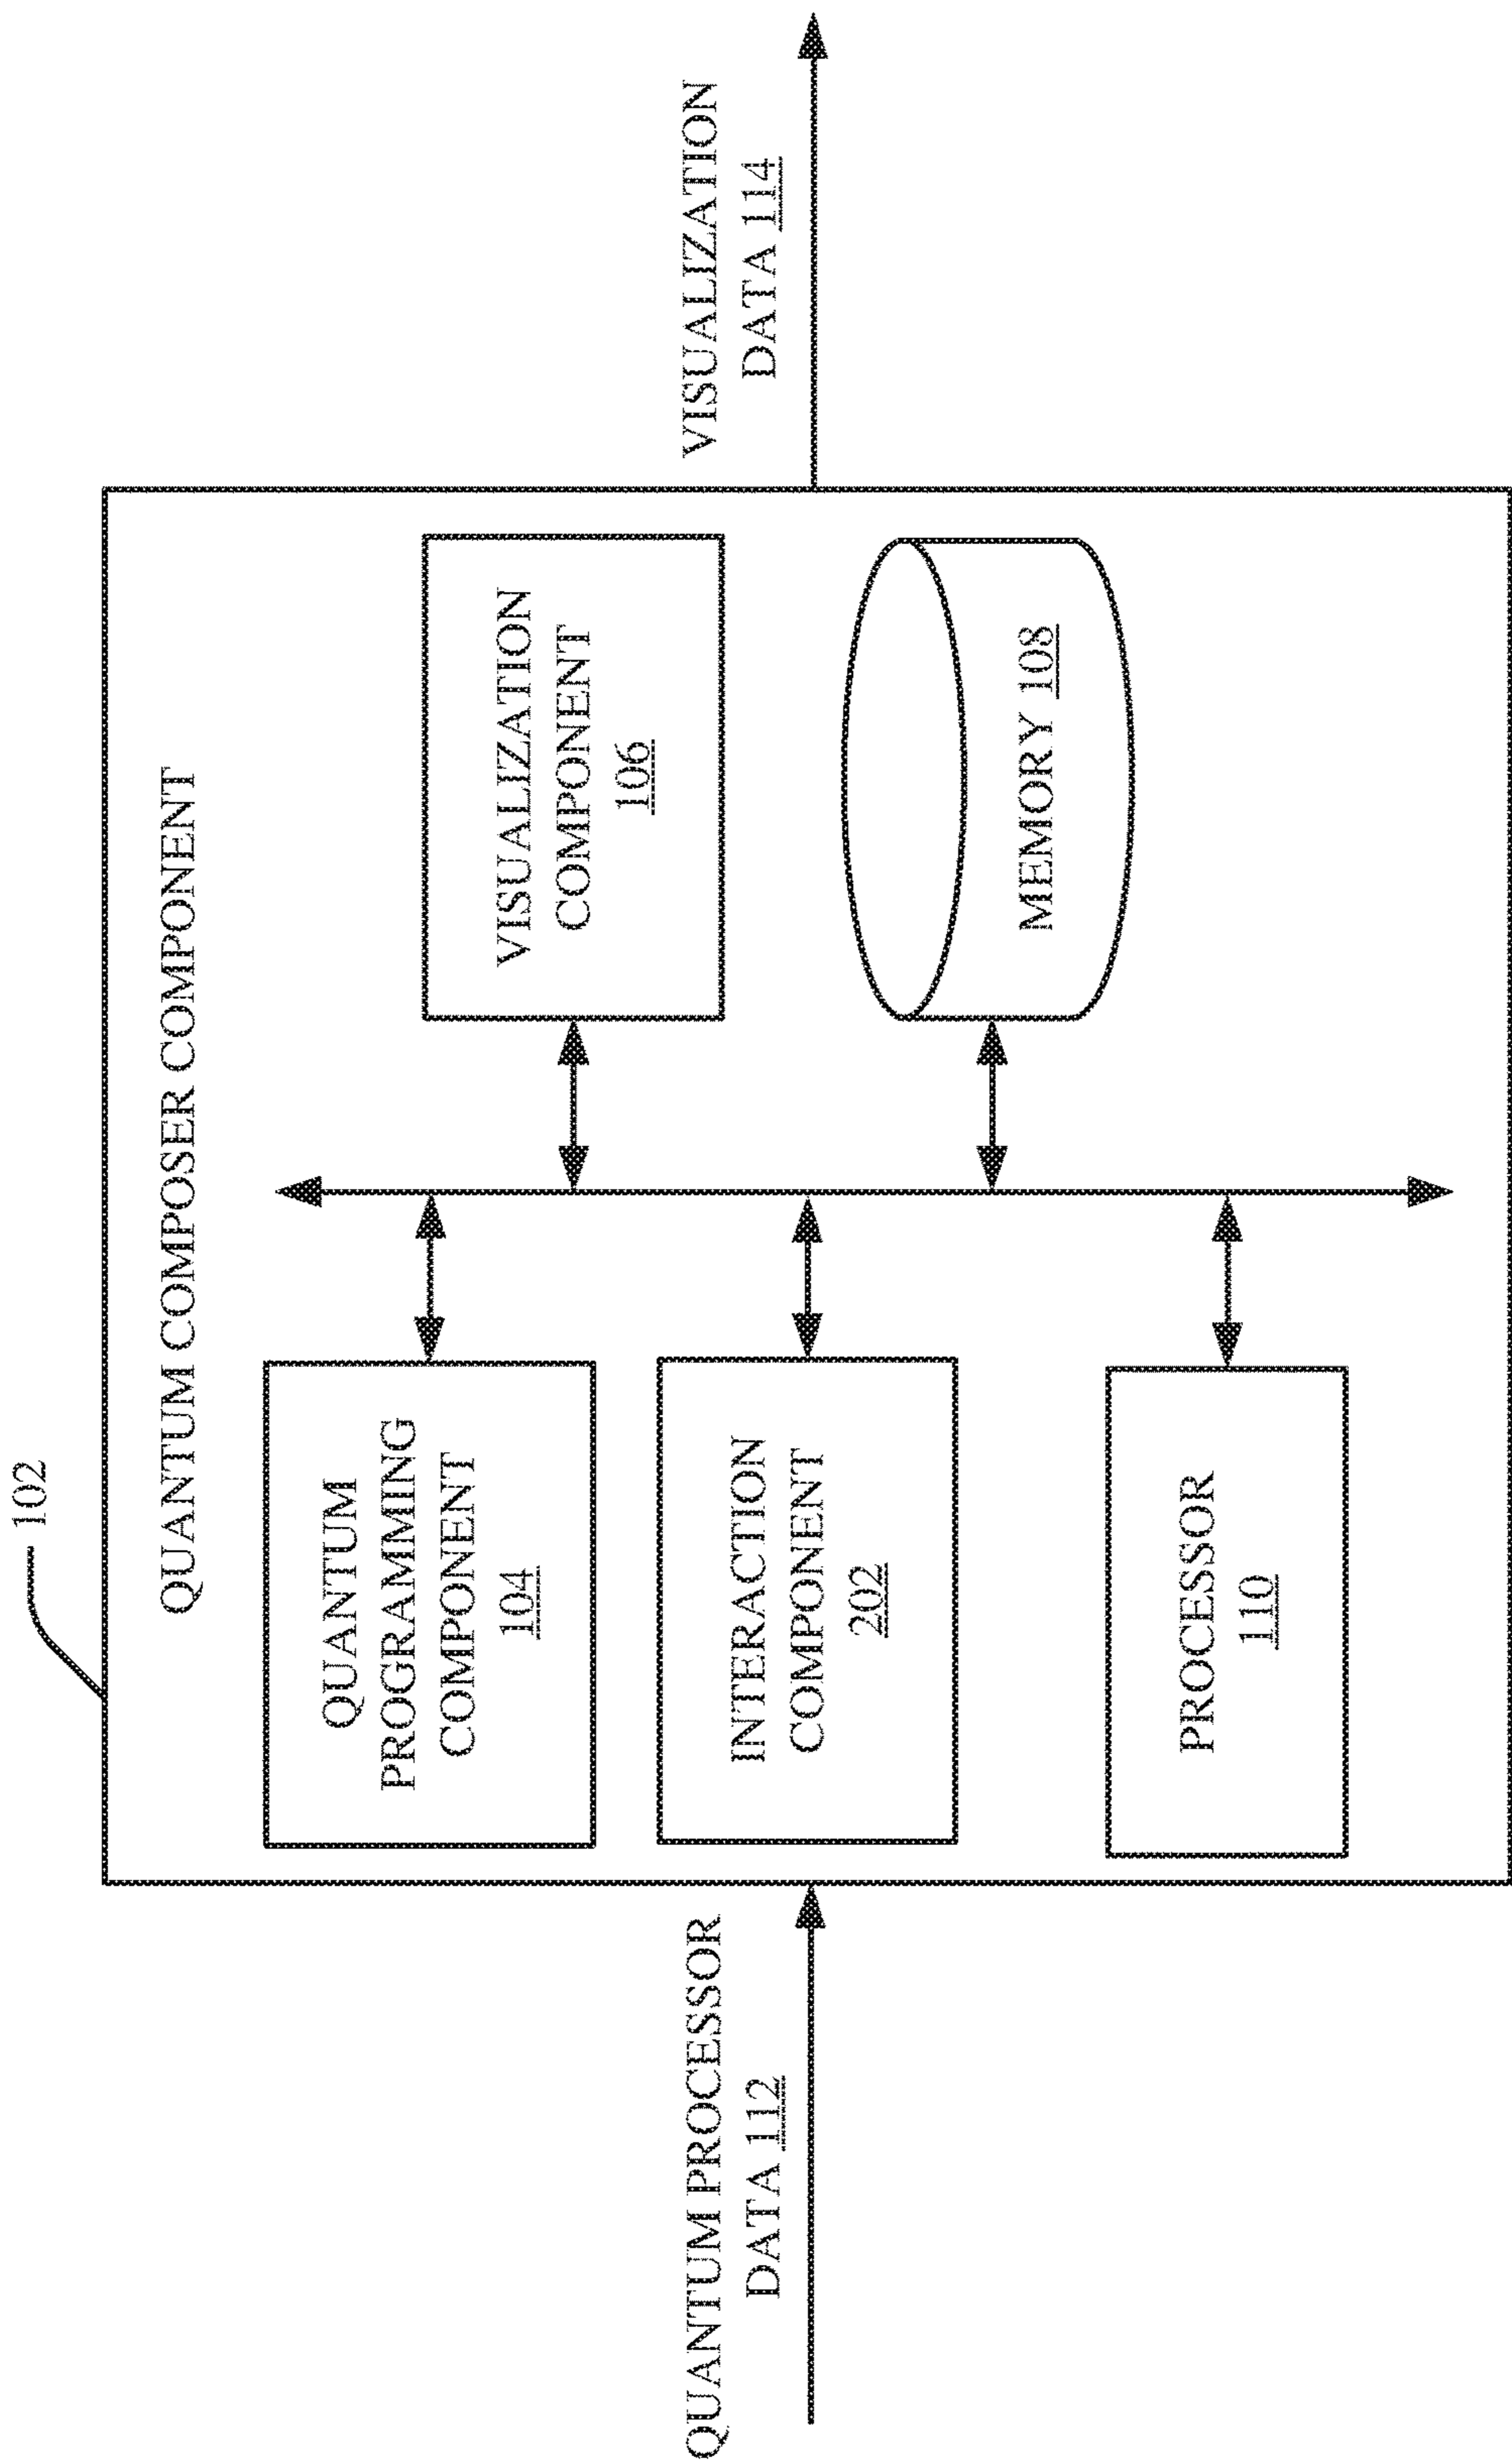 102
QUANTUM COMPOSER COMPONENT
QUANTUM
PROGRAMMING
COMPONENT
104
VISUALIZATION
COMPONENT
106
QUANTUM PROCESSOR
DATA 112
INTERACTION
COMPONENT
202
VISUALIZATION
DATA 114
MEMORY 108
PROCESSOR
110